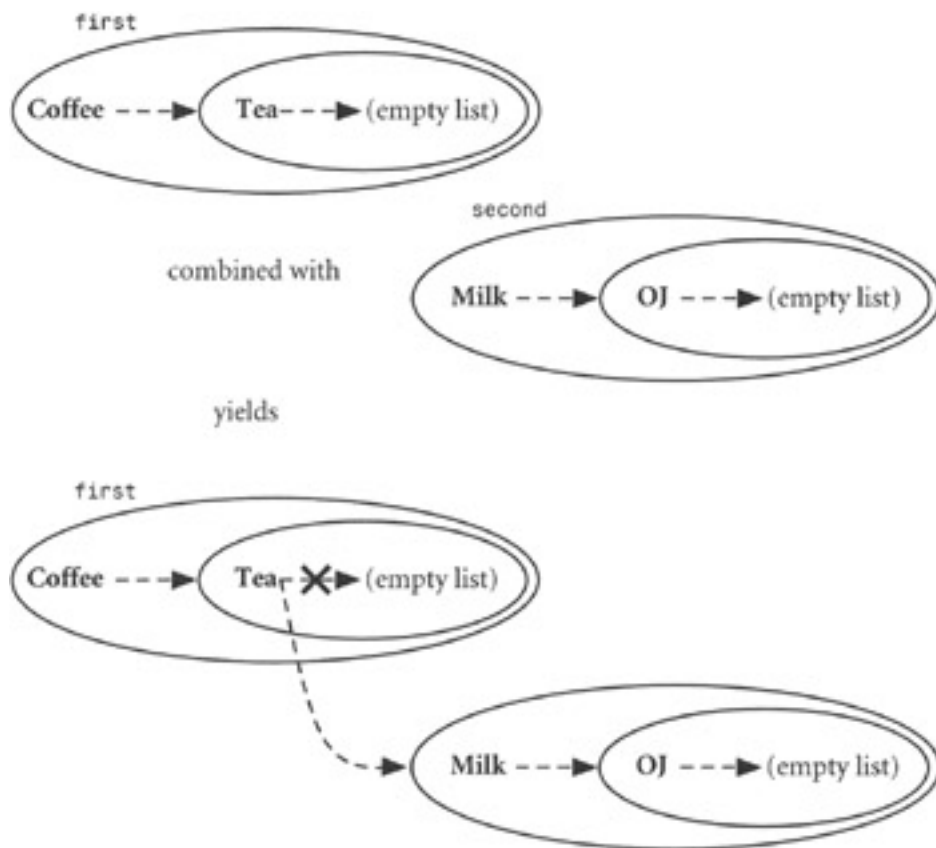 first
Coffee Tea (empty list)
second
combined with
Milk OJ (empty list)
yields
first
Coffee Tea (empty list)
Milk OJ (empty list)